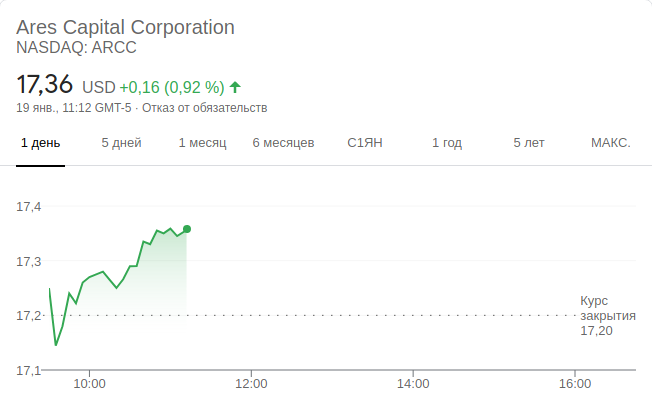 Ares Capital Corporation
NASDAQ: ARCC
17,36 USD +0,16 (0,92 %)
19 янв., 11:12 GMT-5 · Отказ от обязательств
1 день 5 дней 1 месяц 6 месяцев С1ЯН 1 год 5 лет МАКС.
17,4
17,3
17,2
17,1
Курс
закрытия
17,20
10:00 12:00 14:00 16:00